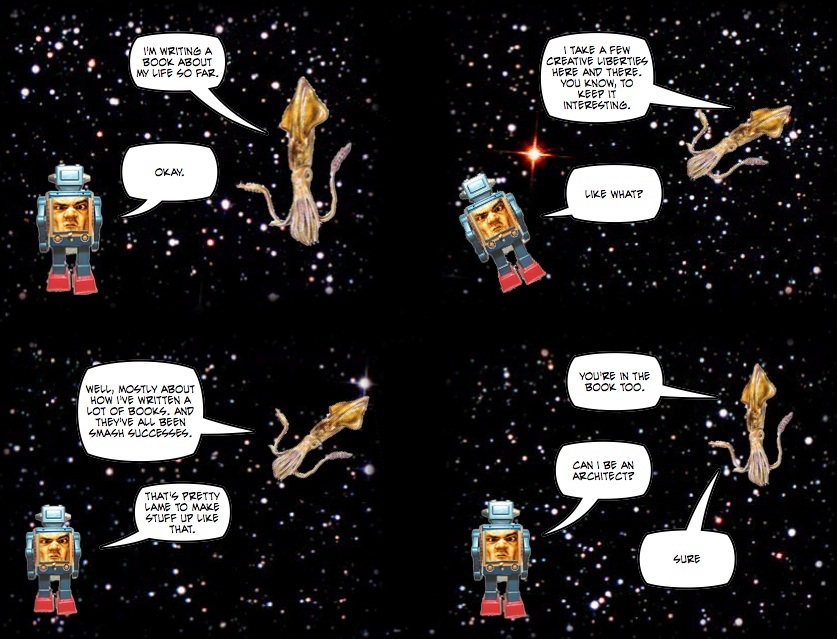 I'M WRITING A
BOOK ABOUT
MY LIFE SO FAR.
OKAY.
I TAKE A FEW
CREATIVE LIBERTIES
HERE AND THERE.
YOU KNOW, TO
KEEP IT
INTERESTING.
LIKE WHAT?
WELL, MOSTLY ABOUT
HOW I'VE WRITTEN A
LOT OF BOOKS. AND
THEY'VE ALL BEEN
SMASH SUCCESSES.
THAT'S PRETTY
LAME TO MAKE
STUFF UP LIKE
THAT.
YOU'RE IN THE
BOOK TOO.
CAN I BE AN
ARCHITECT?
SURE